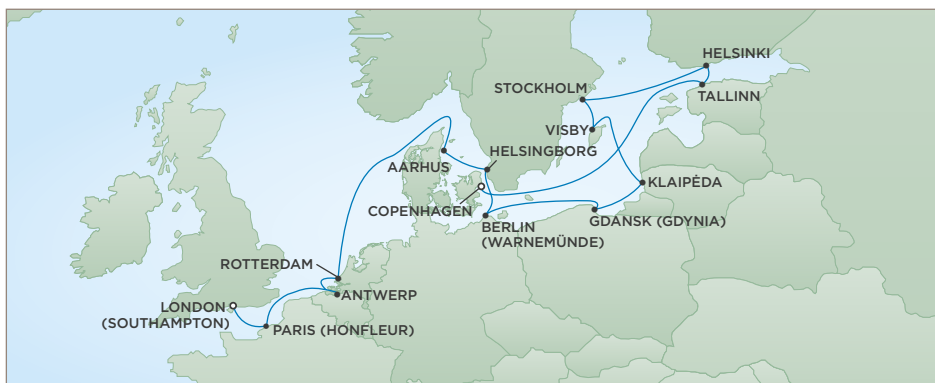 HELSINKI
STOCKHOLM
TALLINN
VISBY
HELSINGBORG
AARHUS
KLAIPĖDA
COPENHAGEN
GDANSK (GDYNIA)
BERLIN
(WARNEMÜNDE)
ROTTERDAM
ANTWERP
LONDON
(SOUTHAMPTON)
PARIS (HONFLEUR)